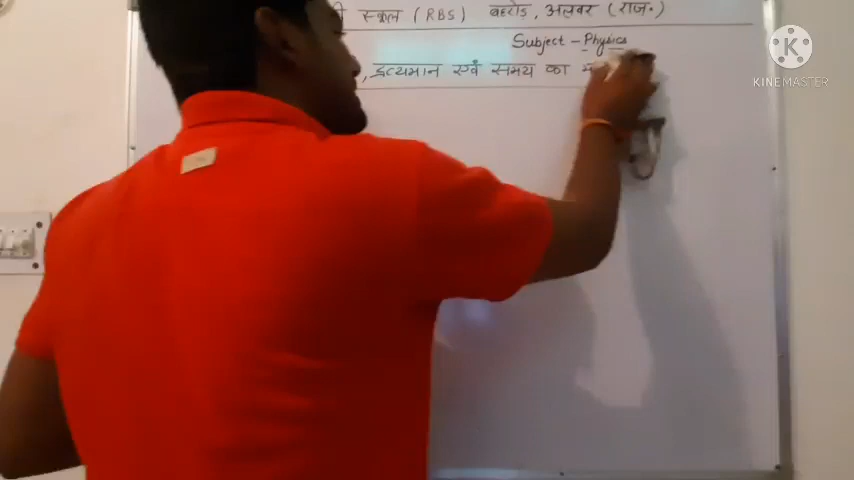 स्कूल (RBS) बहरोड़, अलवर (राज॰)
Subject - Physics
, द्रव्यमान एवं समय का
KINEMASTER